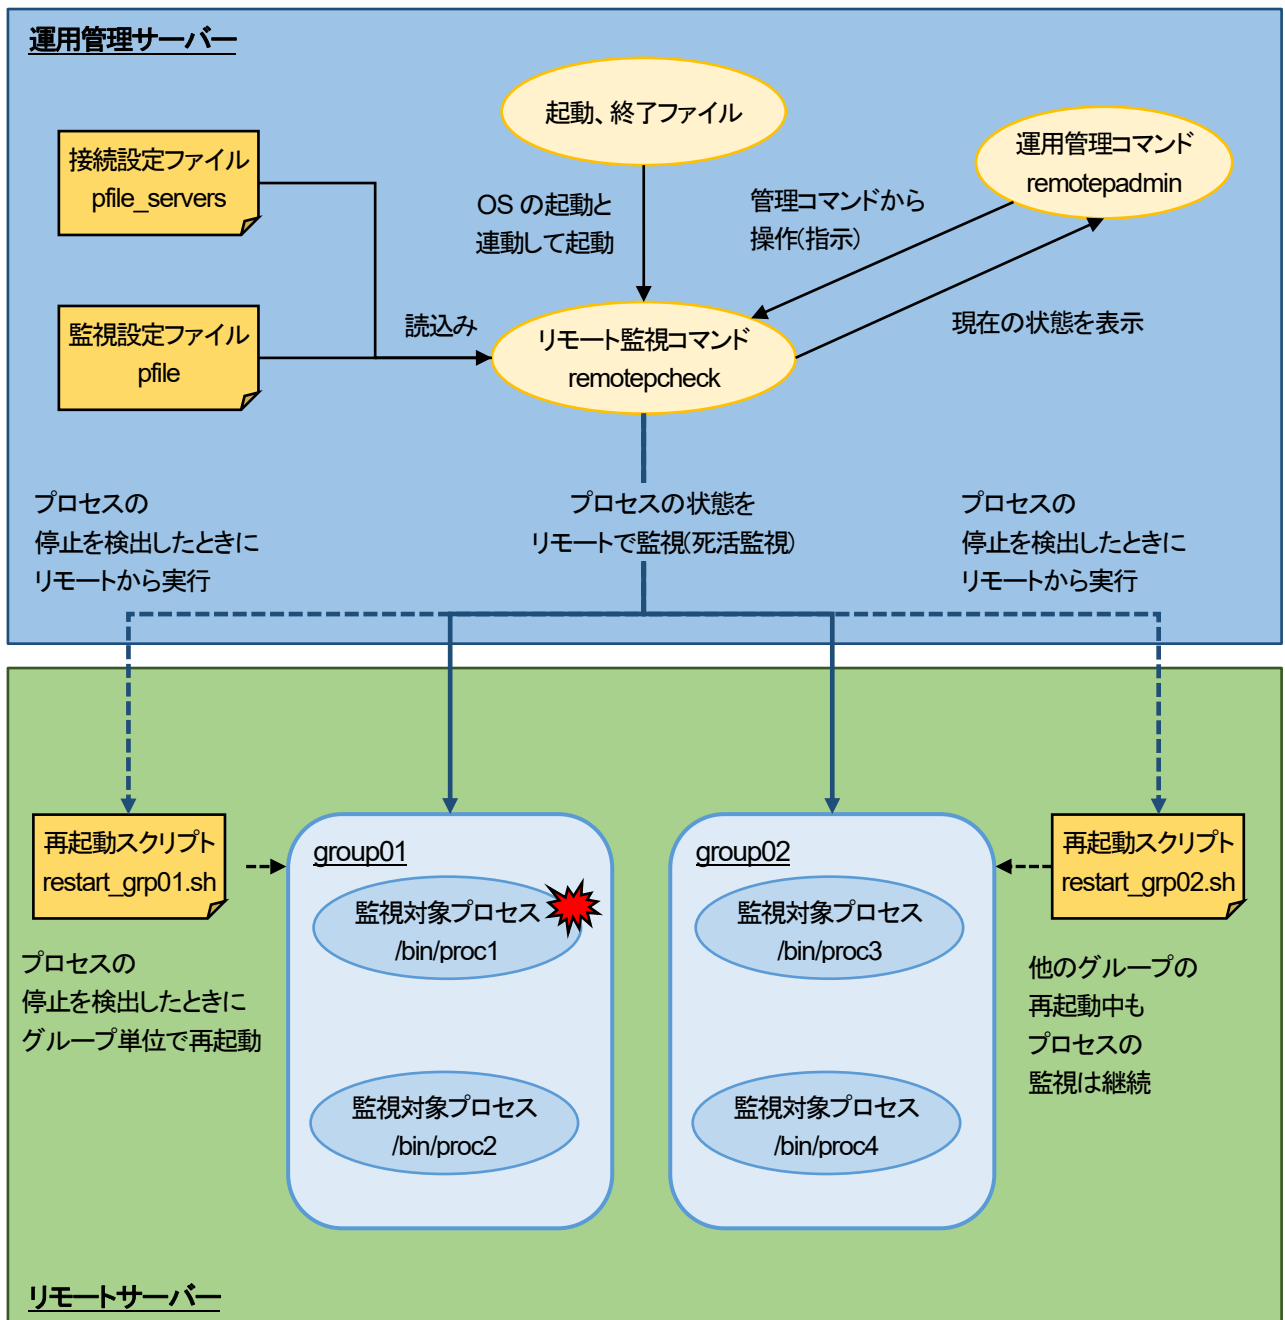 運用管理サーバー
起動、終了ファイル
接続設定ファイル
pfile_servers
運用管理コマンド
remotepadmin
OS の起動と
連動して起動
管理コマンドから
操作(指示)
監視設定ファイル
pfile
読込み
リモート監視コマンド
remotepcheck
現在の状態を表示
プロセスの
停止を検出したときに
リモートから実行
プロセスの状態を
リモートで監視(死活監視)
プロセスの
停止を検出したときに
リモートから実行
再起動スクリプト
restart_grp01.sh
group01
監視対象プロセス
/bin/proc1
監視対象プロセス
/bin/proc2
group02
監視対象プロセス
/bin/proc3
監視対象プロセス
/bin/proc4
再起動スクリプト
restart_grp02.sh
プロセスの
停止を検出したときに
グループ単位で再起動
他のグループの
再起動中も
プロセスの
監視は継続
リモートサーバー